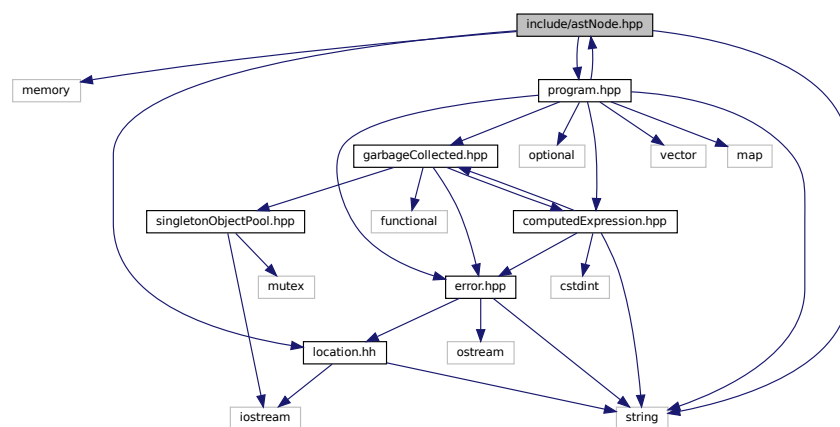 include/astNode.hpp
memory
program.hpp
garbageCollected.hpp
optional
vector
map
singletonObjectPool.hpp
functional
computedExpression.hpp
mutex
error.hpp
cstdint
location.hh
ostream
iostream
string